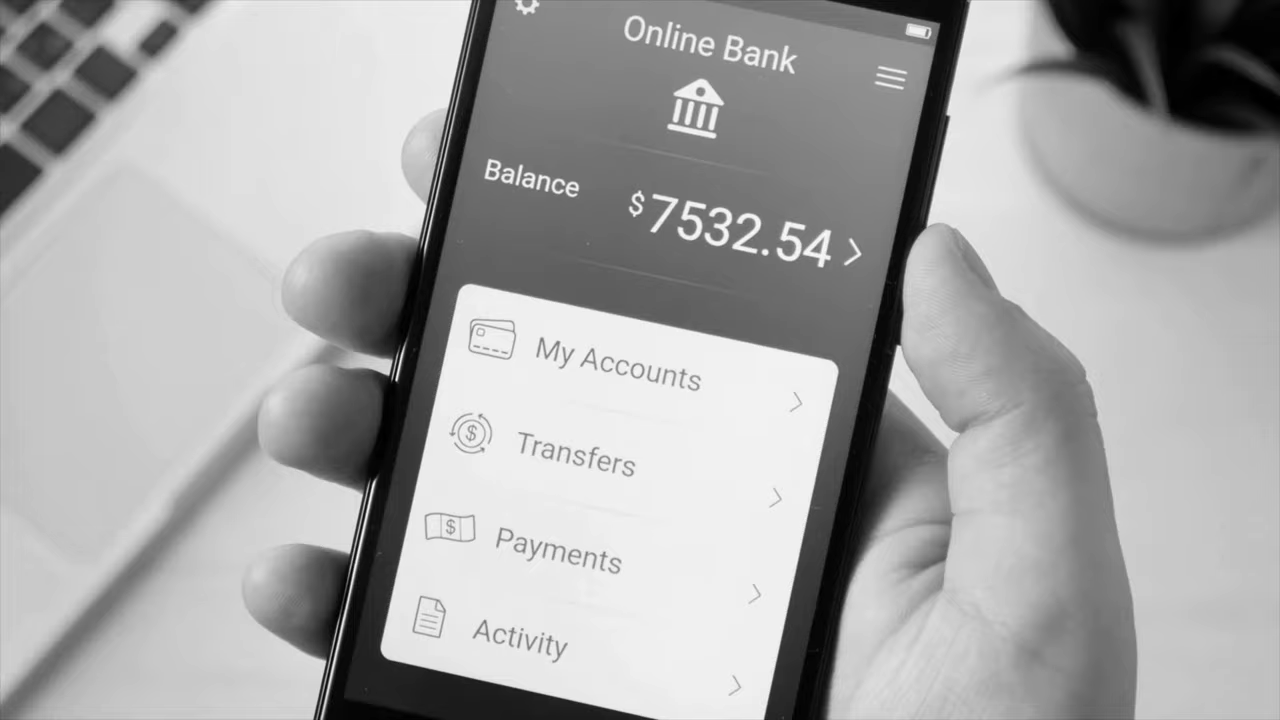 Online Bank
Balance $7532.54
My Accounts
Transfers
Payments
Activity